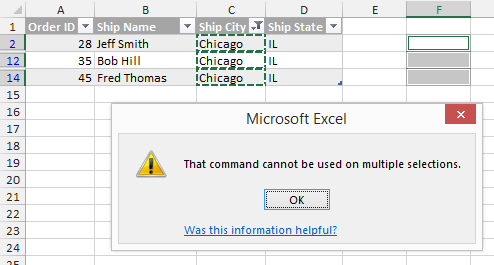 A B C D E F
1 Order ID Ship Name Ship City Ship State
2 28 Jeff Smith Chicago IL
12 35 Bob Hill Chicago IL
14 45 Fred Thomas Chicago IL
15
16
17
18
Microsoft Excel
19
20
That command cannot be used on multiple selections.
21
22
OK
23
Was this information helpful?
24
25